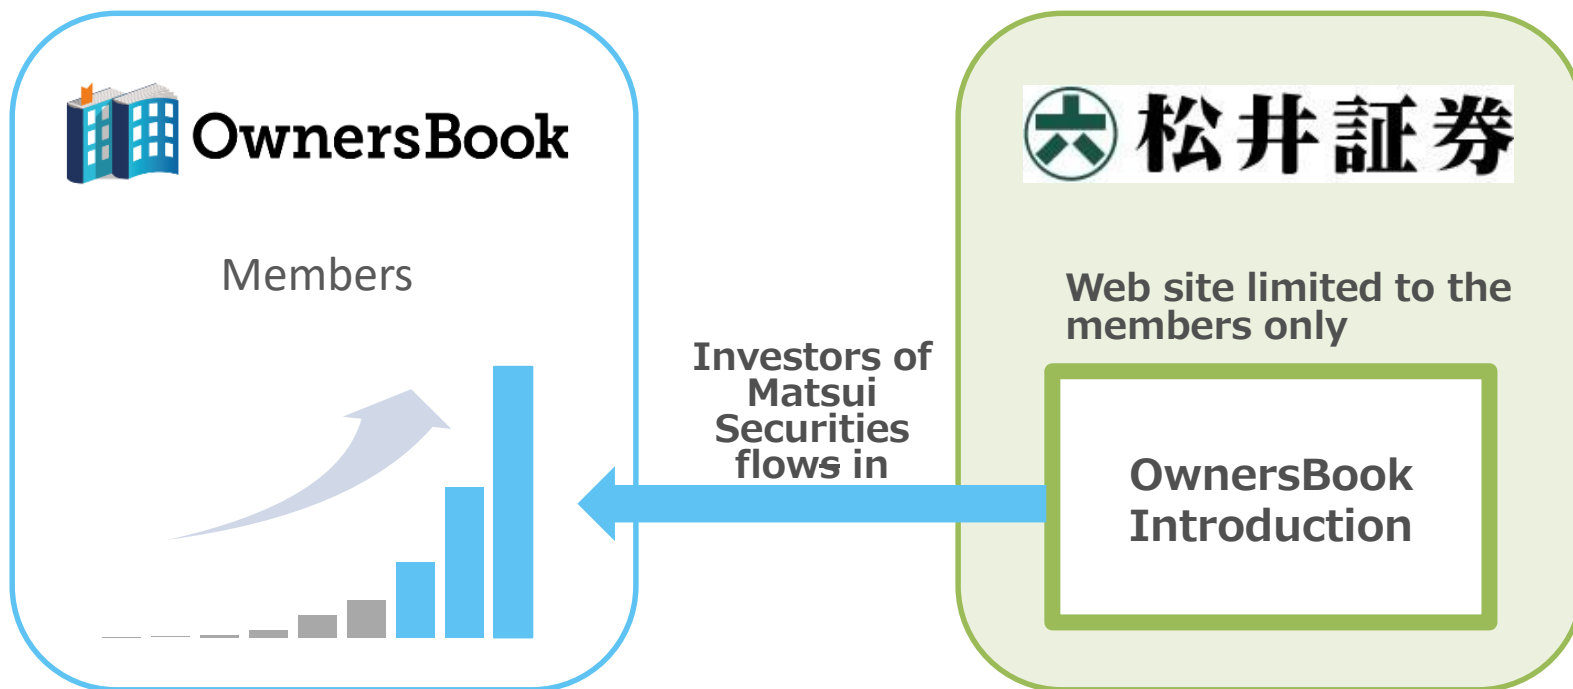 OwnersBook
Members
Investors of
Matsui
Securities
flows in
松井証券
Web site limited to the
members only
OwnersBook
Introduction